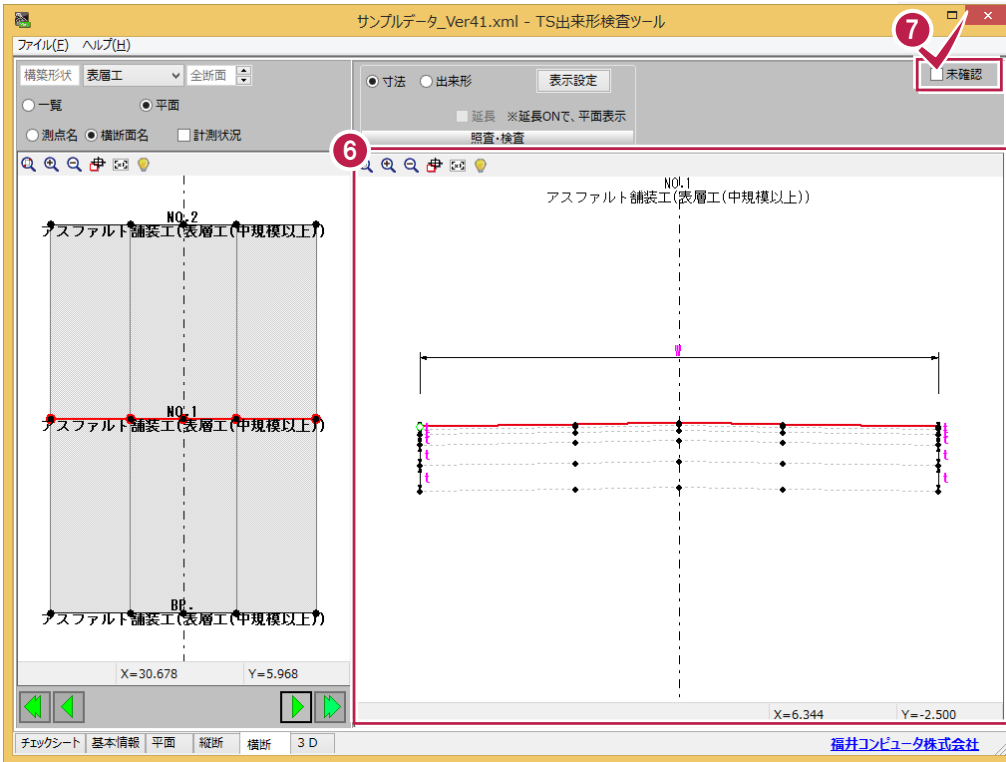 サンプルデータ_Ver41.xml - TS出来形検査ツール
ファイル(F) ヘルプ(H)
7
構築形状 表層工 全断面
寸法 出来形 表示設定
未確認
一覧 平面
延長 ※延長ONで、平面表示
測点名 横断面名 計測状況
照査・検査
6
NO.1
アスファルト舗装工(表層工(中規模以上))
NO.2
アスファルト舗装工(表層工(中規模以上))
W
NO.1
アスファルト舗装工(表層工(中規模以上))
t t
t t
t t
t t
BP.
アスファルト舗装工(表層工(中規模以上))
X=30.678 Y=5.968
X=6.344 Y=-2.500
チェックシート 基本情報 平面 縦断 横断 3 D
福井コンピュータ株式会社